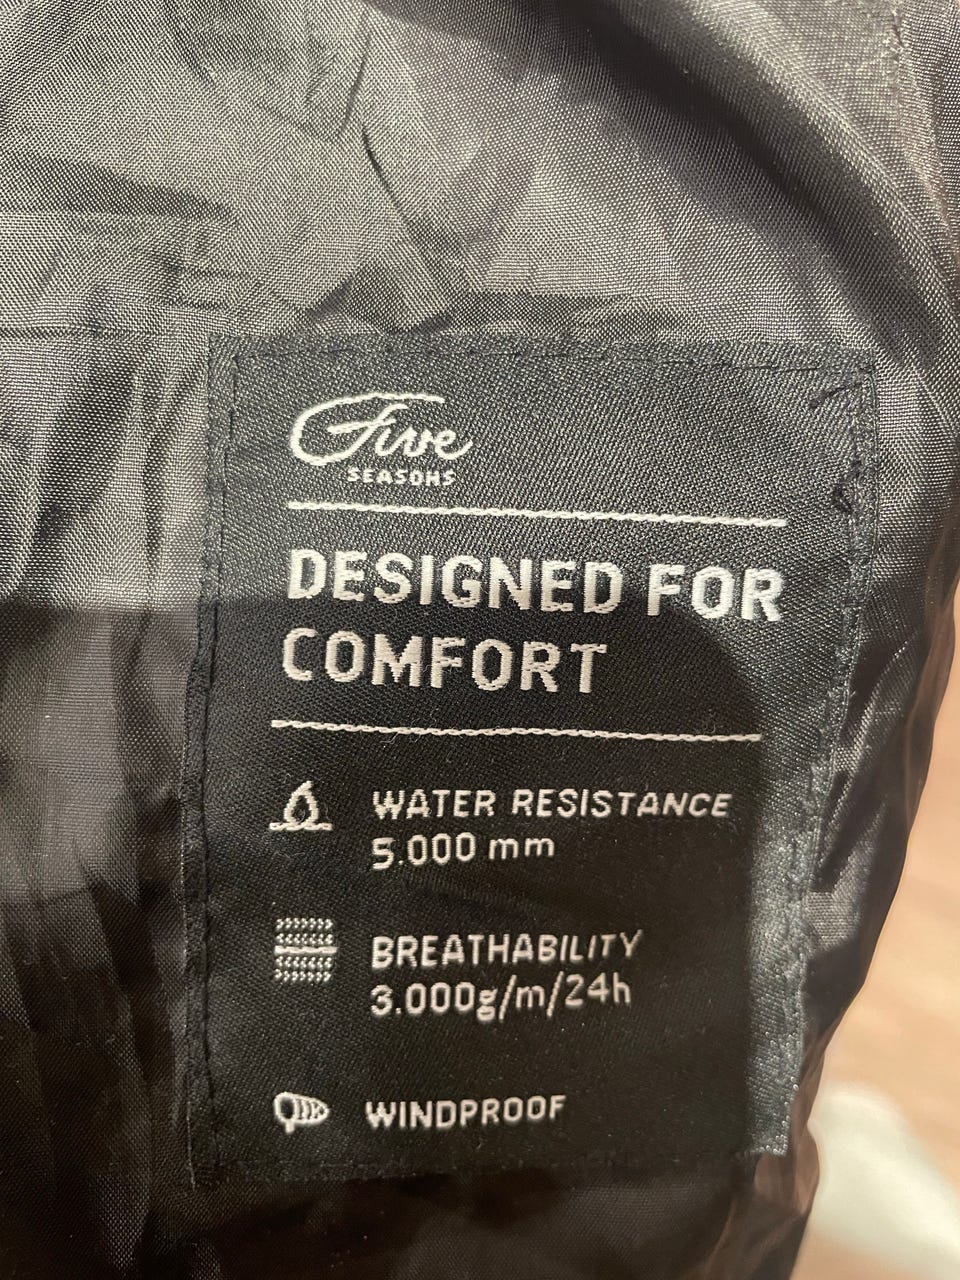 Five
SEASONS
DESIGNED FOR
COMFORT
WATER RESISTANCE
5.000 mm
BREATHABILITY
3.000g/m/24h
WINDPROOF